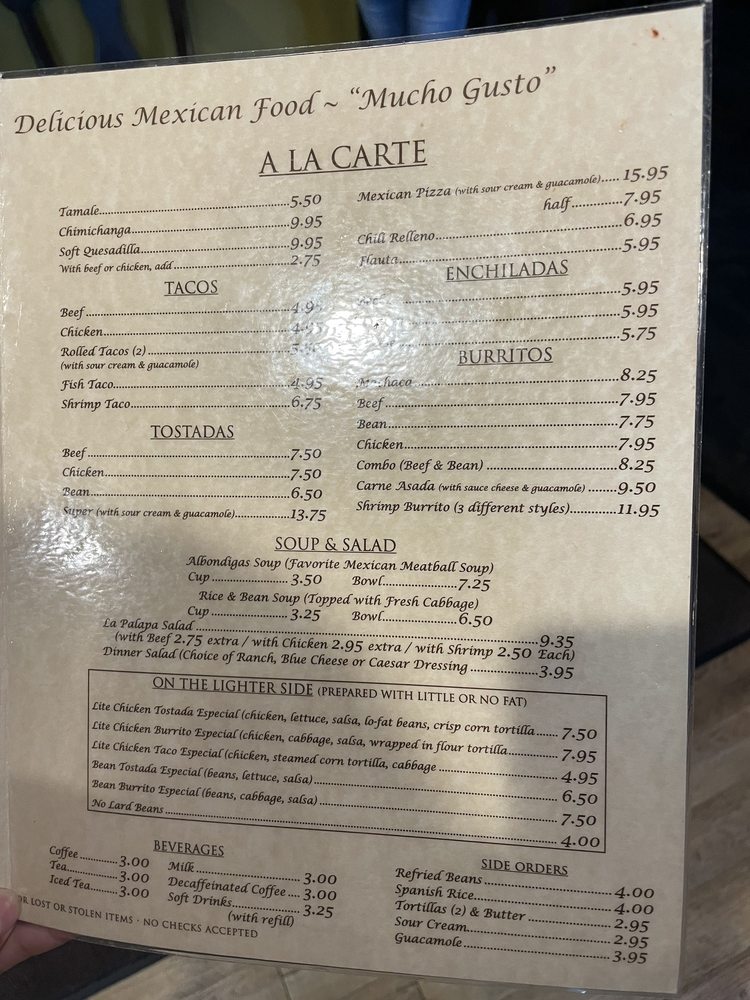 Delicious Mexican Food ~ "Mucho Gusto"
A LA CARTE
Tamale..........5.50
Chimichanga..........9.95
Soft Quesadilla..........9.95
With beef or chicken, add..........2.75
TACOS
Beef..........4.95
Chicken..........
Rolled Tacos (2)..........
(with sour cream & guacamole)
Fish Taco..........4.95
Shrimp Taco..........6.75
TOSTADAS
Beef..........7.50
Chicken..........7.50
Bean..........6.50
Super (with sour cream & guacamole)..........13.75
Mexican Pizza (with sour cream & guacamole)..... 15.95
half..........7.95
Chili Relleno..........6.95
Flauta..........5.95
ENCHILADAS
..........5.95
..........5.95
..........5.75
BURRITOS
Machaca..........8.25
Beef..........7.95
Bean..........7.75
Chicken..........7.95
Combo (Beef & Bean)..........8.25
Carne Asada (with sauce cheese & guacamole).......9.50
Shrimp Burrito (3 different styles)..........11.95
SOUP & SALAD
Albondigas Soup (Favorite Mexican Meatball Soup)
Cup..........3.50 Bowl..........7.25
Rice & Bean Soup (Topped with Fresh Cabbage)
Cup..........3.25 Bowl..........6.50
La Palapa Salad..........9.35
(with Beef 2.75 extra / with Chicken 2.95 extra / with Shrimp 2.50 Each)
Dinner Salad (Choice of Ranch, Blue Cheese or Caesar Dressing..........3.95
ON THE LIGHTER SIDE (PREPARED WITH LITTLE OR NO FAT)
Lite Chicken Tostada Especial (chicken, lettuce, salsa, lo-fat beans, crisp corn tortilla...... 7.50
Lite Chicken Burrito Especial (chicken, cabbage, salsa, wrapped in flour tortilla..........7.95
Lite Chicken Taco Especial (chicken, steamed corn tortilla, cabbage..........4.95
Bean Tostada Especial (beans, lettuce, salsa)..........6.50
Bean Burrito Especial (beans, cabbage, salsa)..........7.50
No Lard Beans..........4.00
BEVERAGES
Coffee..........3.00
Tea..........3.00
Iced Tea..........3.00
Milk..........3.00
Decaffeinated Coffee....3.00
Soft Drinks..........3.25
(with refill)
SIDE ORDERS
Refried Beans..........4.00
Spanish Rice..........4.00
Tortillas (2) & Butter..........2.95
Sour Cream..........2.95
Guacamole..........3.95
OR LOST OR STOLEN ITEMS · NO CHECKS ACCEPTED